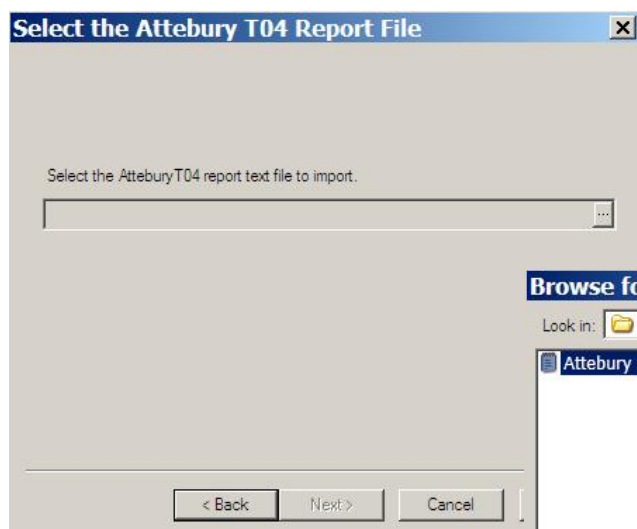 Select the Attebury T04 Report File
Select the AtteburyT04 report text file to import.
...
Browse fo
Look in:
Attebury
< Back
Next >
Cancel